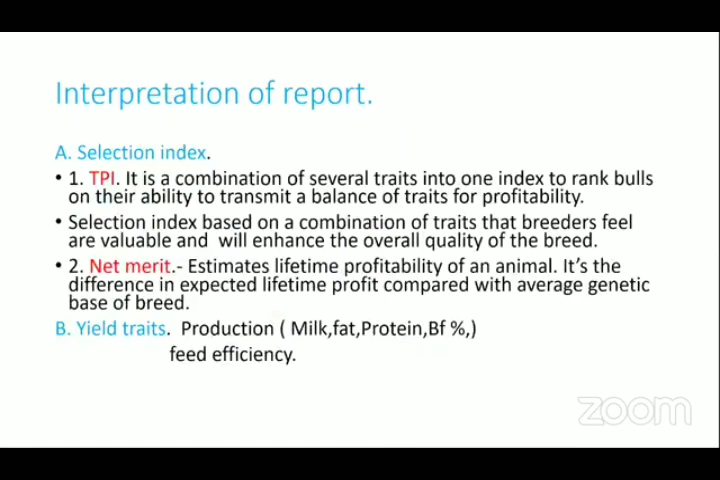 Interpretation of report.
A. Selection index.
• 1. TPI. It is a combination of several traits into one index to rank bulls
on their ability to transmit a balance of traits for profitability.
• Selection index based on a combination of traits that breeders feel
are valuable and will enhance the overall quality of the breed.
• 2. Net merit.- Estimates lifetime profitability of an animal. It's the
difference in expected lifetime profit compared with average genetic
base of breed.
B. Yield traits. Production ( Milk,fat,Protein,Bf %,)
feed efficiency.
zoom